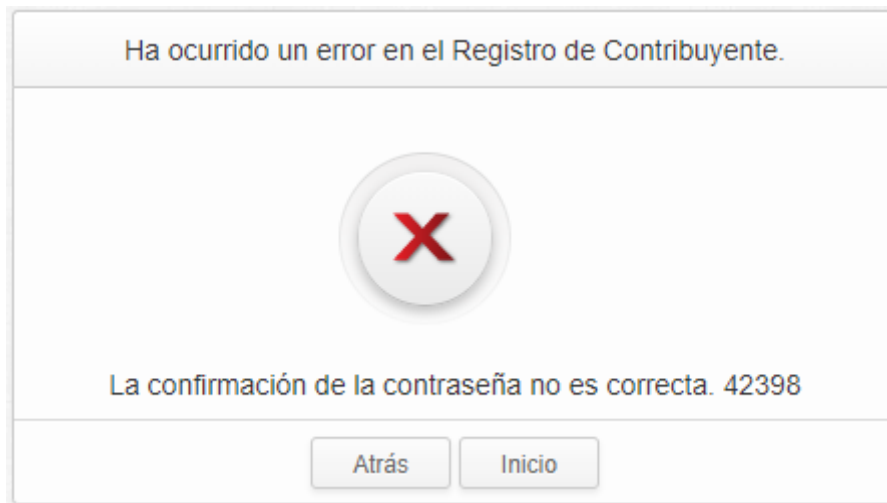 Ha ocurrido un error en el Registro de Contribuyente.
La confirmación de la contraseña no es correcta. 42398
Atrás
Inicio